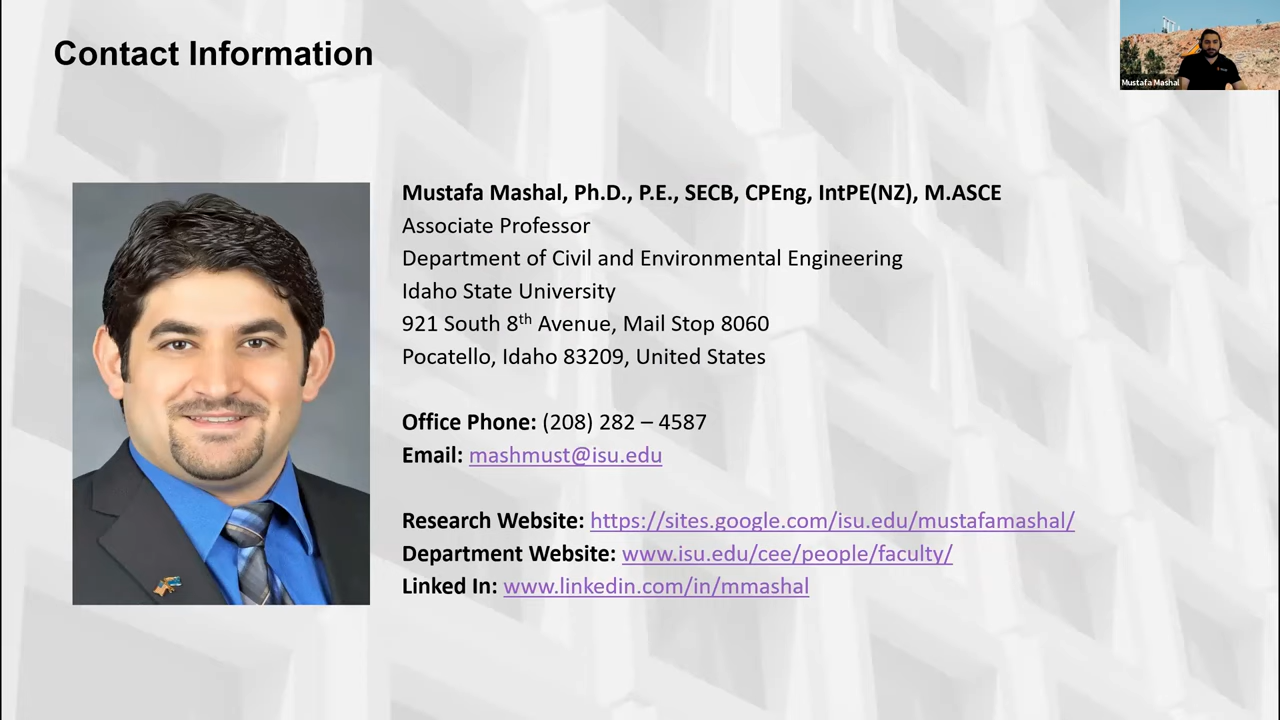 Contact Information
Mustafa Mashal
Mustafa Mashal, Ph.D., P.E., SECB, CPEng, IntPE(NZ), M.ASCE
Associate Professor
Department of Civil and Environmental Engineering
Idaho State University
921 South 8th Avenue, Mail Stop 8060
Pocatello, Idaho 83209, United States
Office Phone: (208) 282 – 4587
Email: mashmust@isu.edu
Research Website: https://sites.google.com/isu.edu/mustafamashal/
Department Website: www.isu.edu/cee/people/faculty/
Linked In: www.linkedin.com/in/mmashal